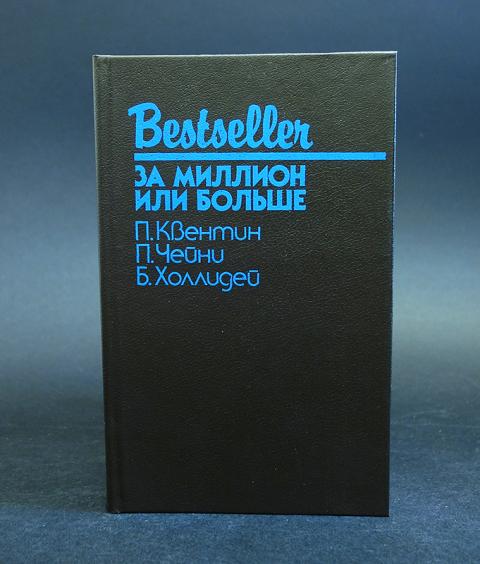 Bestseller
ЗА МИЛЛИОН
ИЛИ БОЛЬШЕ
П. Квентин
П. Чейни
Б. Холлидей